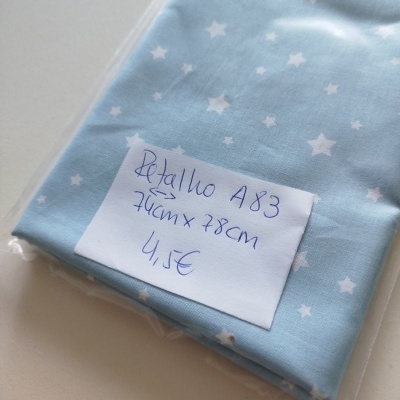 Retalho A83
<->
74cm x 78cm
4,5€